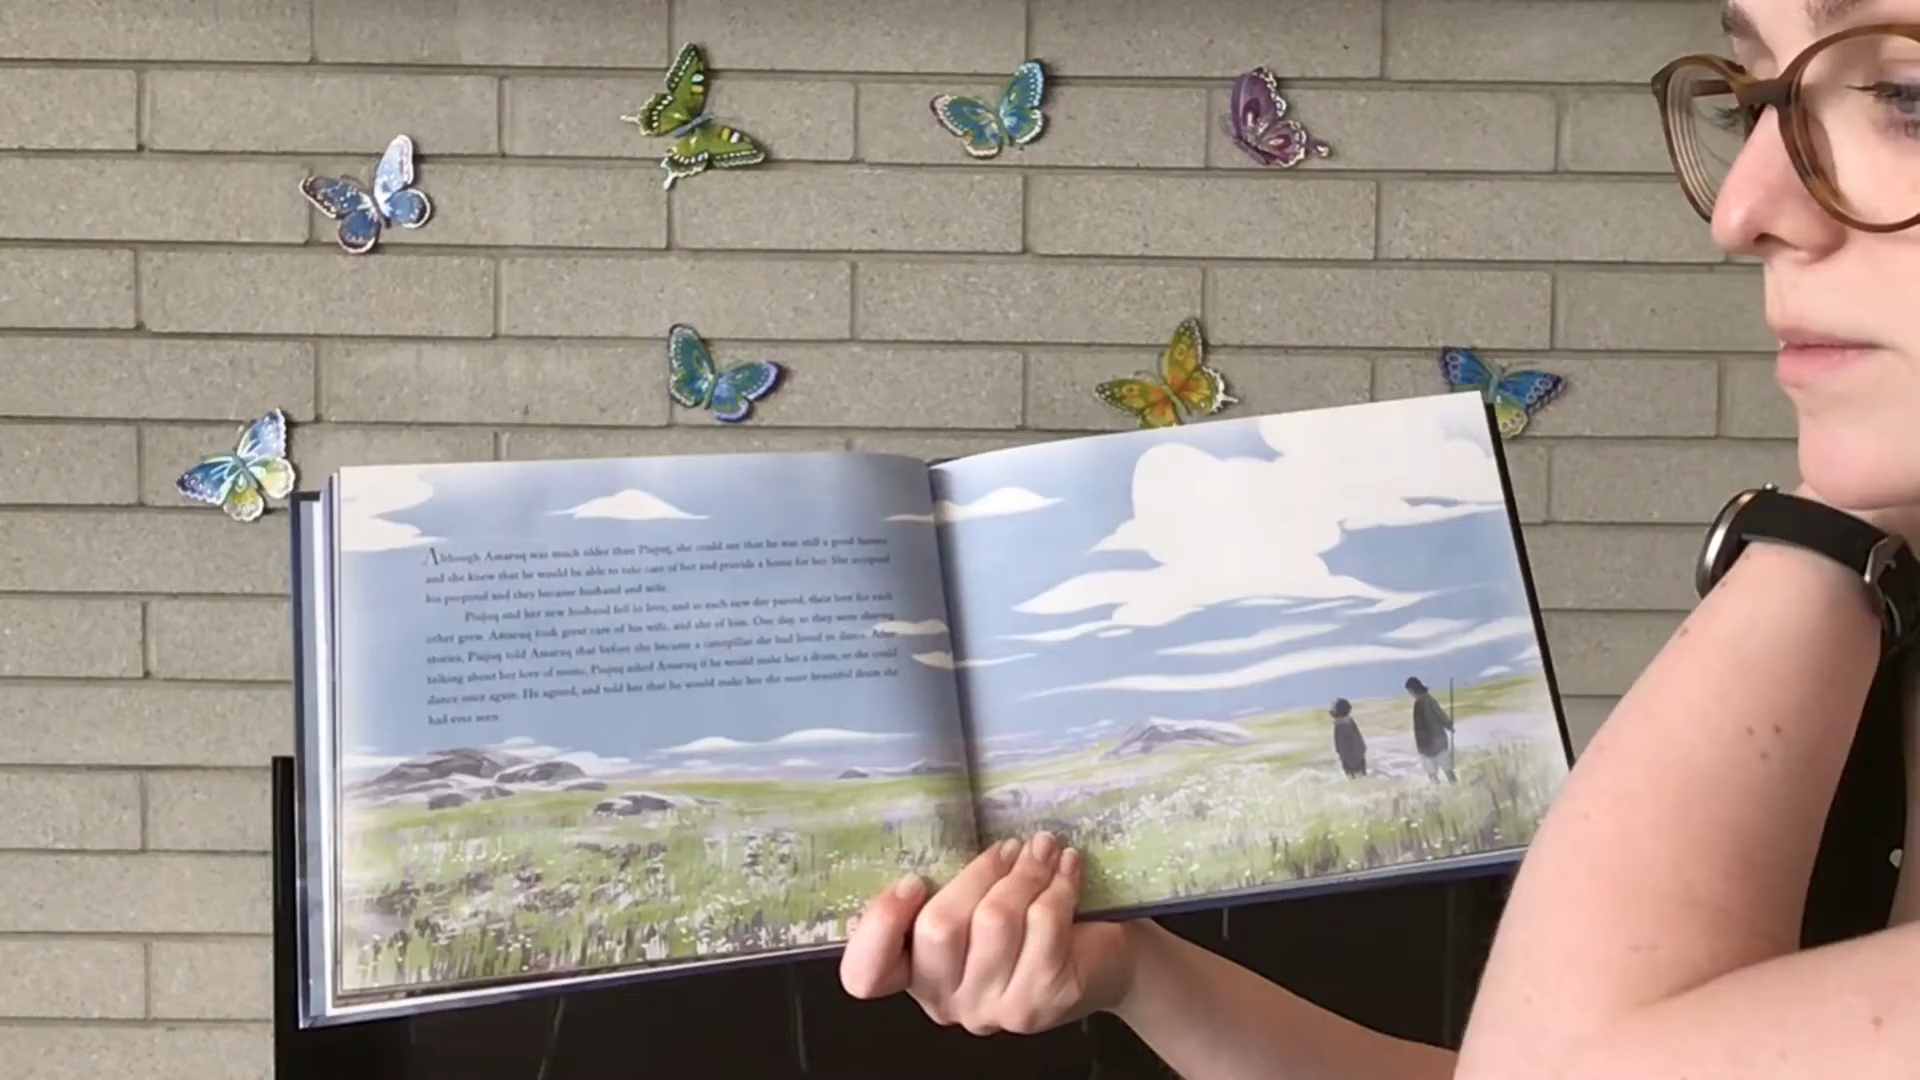 Although Amaruq was much older than Piujuq, she could see that he was still a good hunter,
and she knew that he would be able to take care of her and provide a home for her. She accepted
his proposal and they became husband and wife.
Piujuq and her new husband fell in love, and as each new day passed, their love for each
other grew. Amaruq took great care of his wife, and she of him. One day, as they were sharing
stories, Piujuq told Amaruq that before she became a caterpillar she had loved to dance. After
talking about her love of music, Piujuq asked Amaruq if he would make her a drum, so she could
dance once again. He agreed, and told her that he would make her the most beautiful drum she
had ever seen.